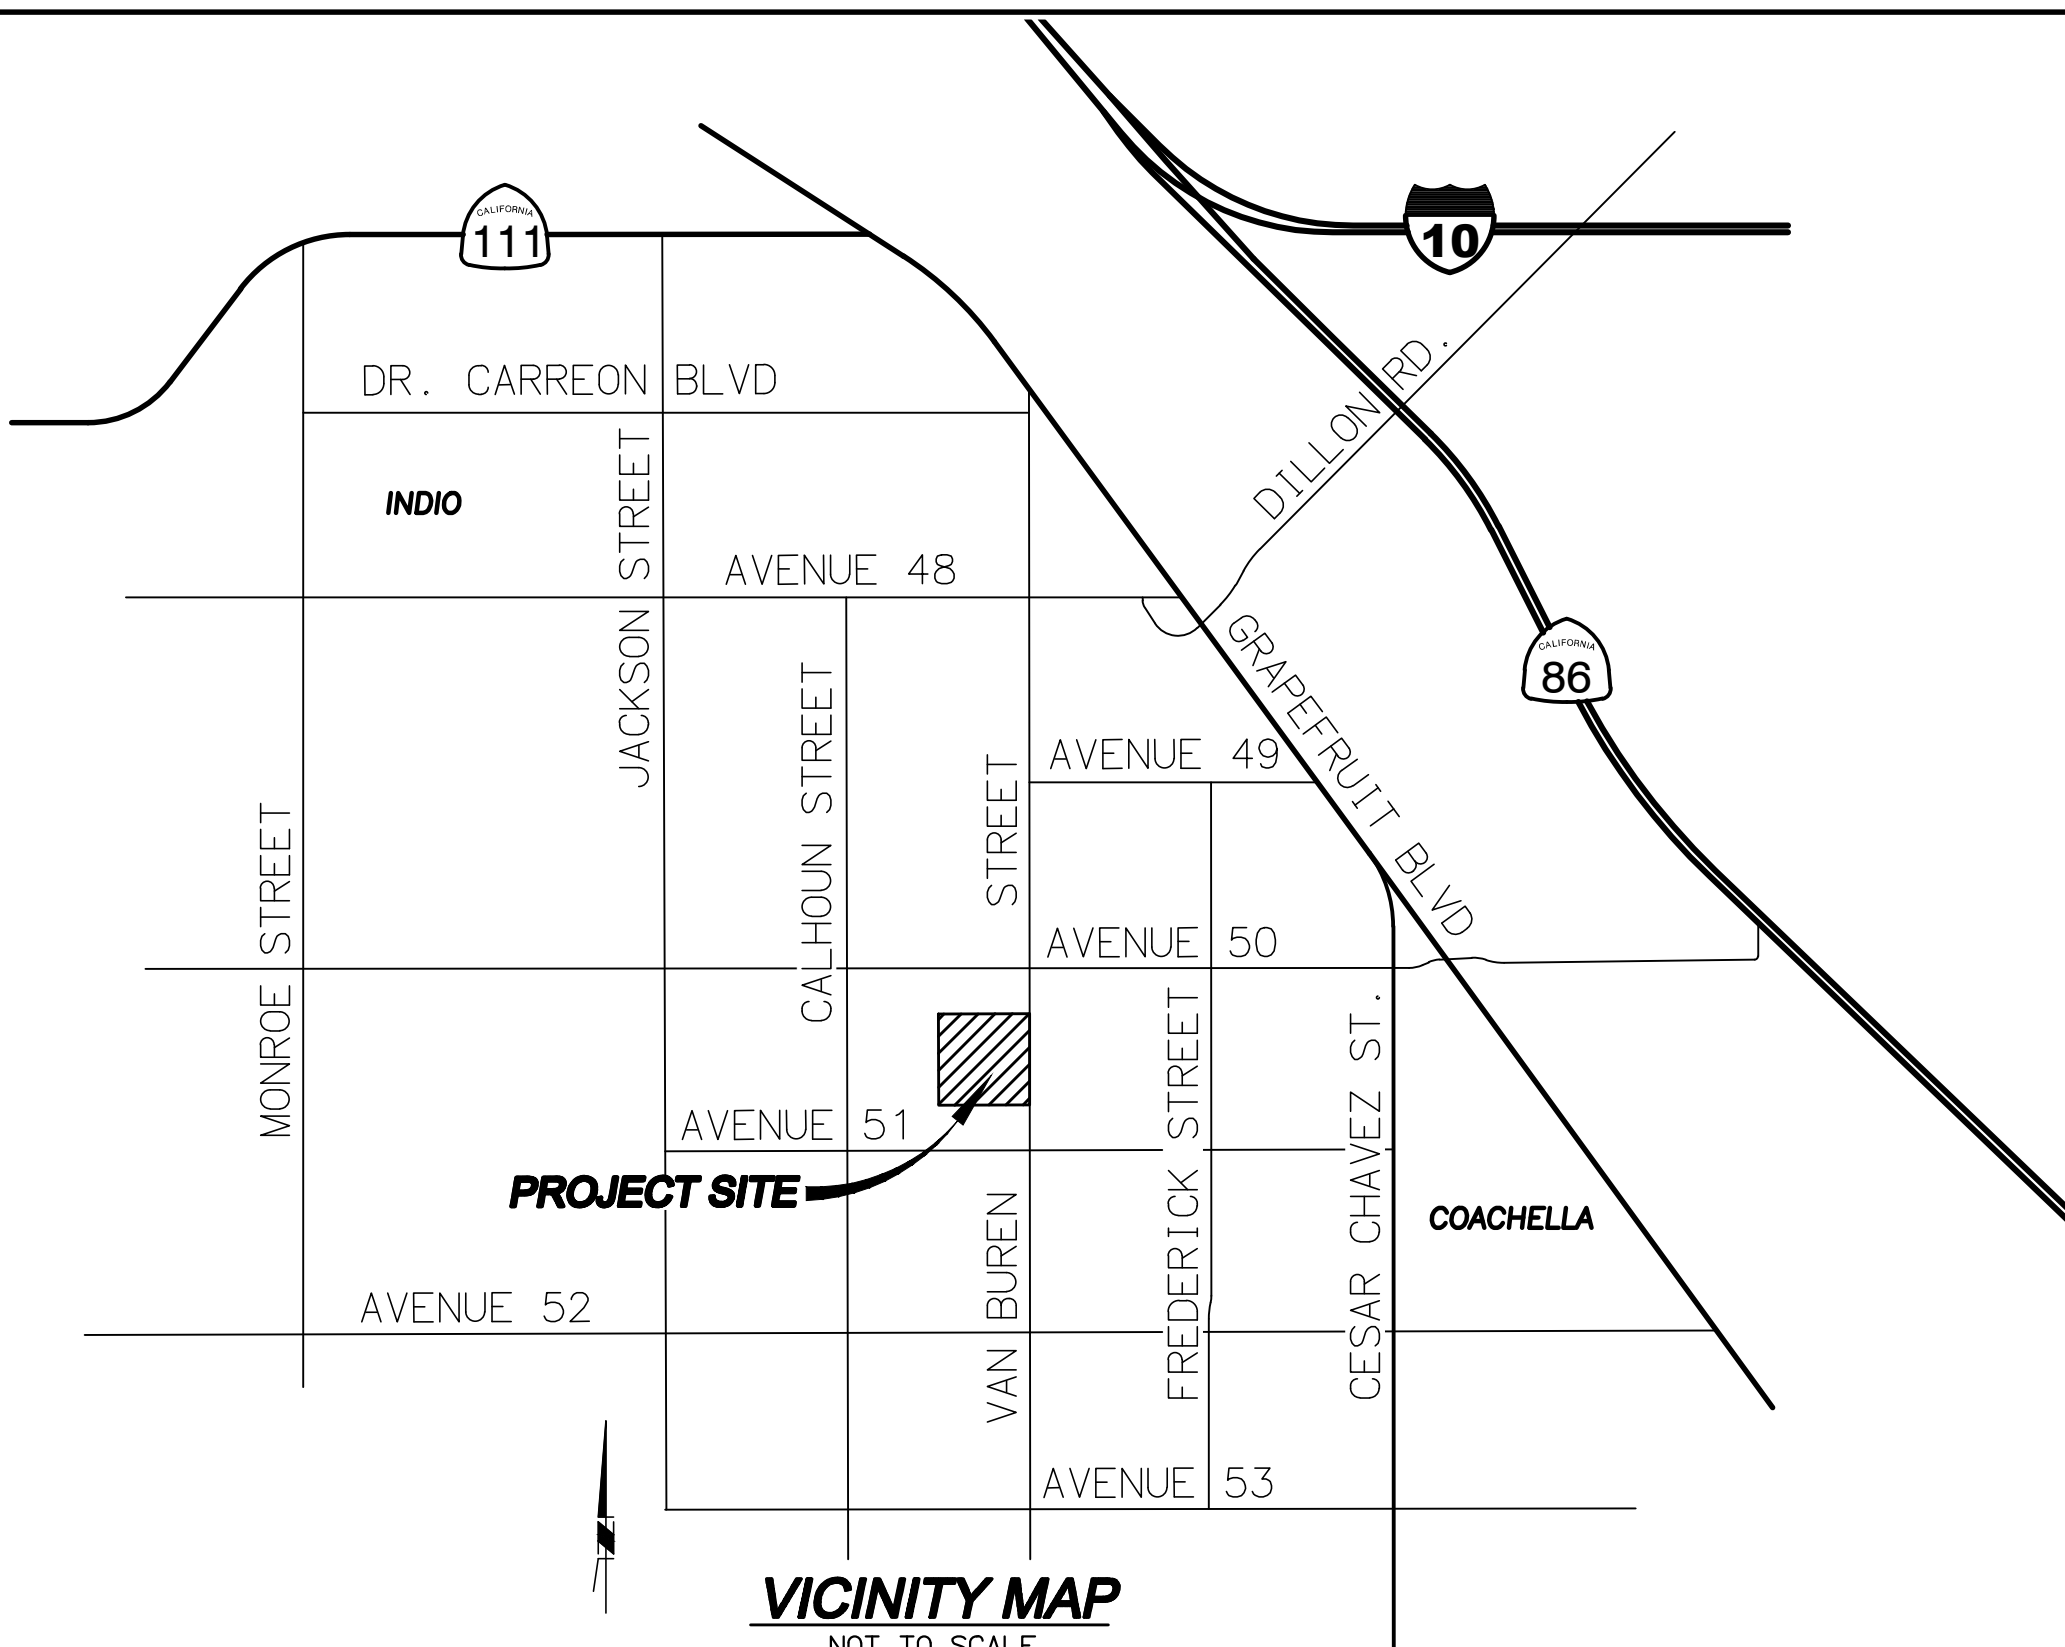 CALIFORNIA
111
10
DR. CARREON BLVD
DILLON RD.
INDIO
JACKSON STREET
AVENUE 48
GRAPEFRUIT BLVD
CALIFORNIA
86
CALHOUN STREET
AVENUE 49
MONROE STREET
VAN BUREN STREET
AVENUE 50
FREDERICK STREET
CESAR CHAVEZ ST.
AVENUE 51
PROJECT SITE
COACHELLA
AVENUE 52
AVENUE 53
N
VICINITY MAP
NOT TO SCALE